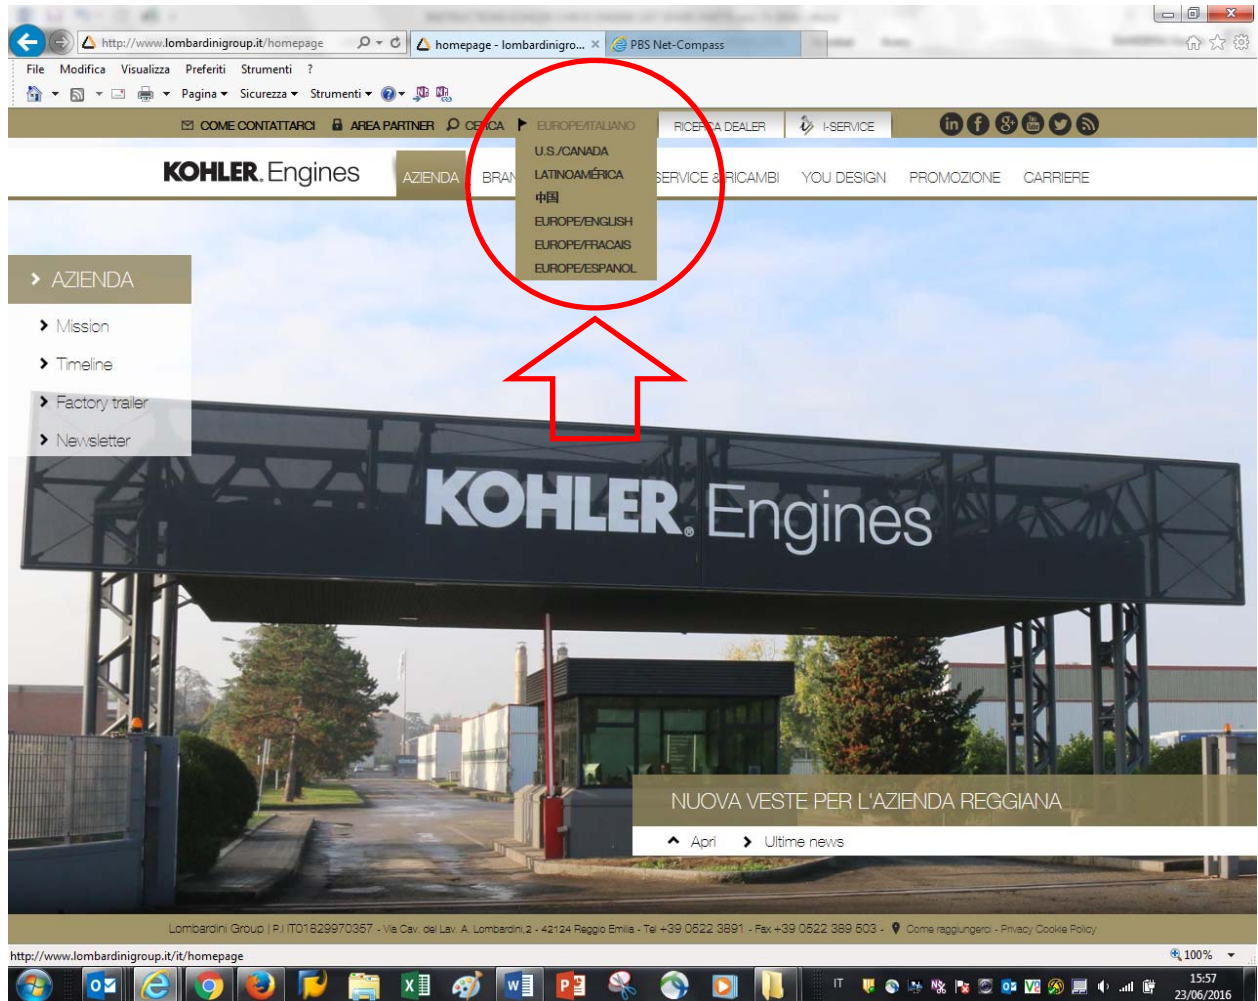 http://www.lombardinigroup.it/homepage
homepage - lombardinigro...
PBS Net-Compass
File Modifica Visualizza Preferiti Strumenti ?
Pagina Sicurezza Strumenti
COME CONTATTARCI AREA PARTNER CERCA EUROPE/ITALIANO RICERCA DEALER I-SERVICE
U.S./CANADA
LATINOAMÉRICA
中国
EUROPE/ENGLISH
EUROPE/FRACAIS
EUROPE/ESPANOL
KOHLER. Engines
AZIENDA BRAN SERVICE & RICAMBI YOU DESIGN PROMOZIONE CARRIERE
AZIENDA
Mission
Timeline
Factory trailer
Newsletter
KOHLER® Engines
NUOVA VESTE PER L'AZIENDA REGGIANA
Apri Ultime news
Lombardini Group | P.I IT01829970357 - Via Cav. del Lav. A. Lombardini,2 - 42124 Reggio Emilia - Tel +39 0522 3891 - Fax +39 0522 389 503 - Come raggiungerci - Privacy Cookie Policy
http://www.lombardinigroup.it/it/homepage
100%
IT
15:57
23/06/2016